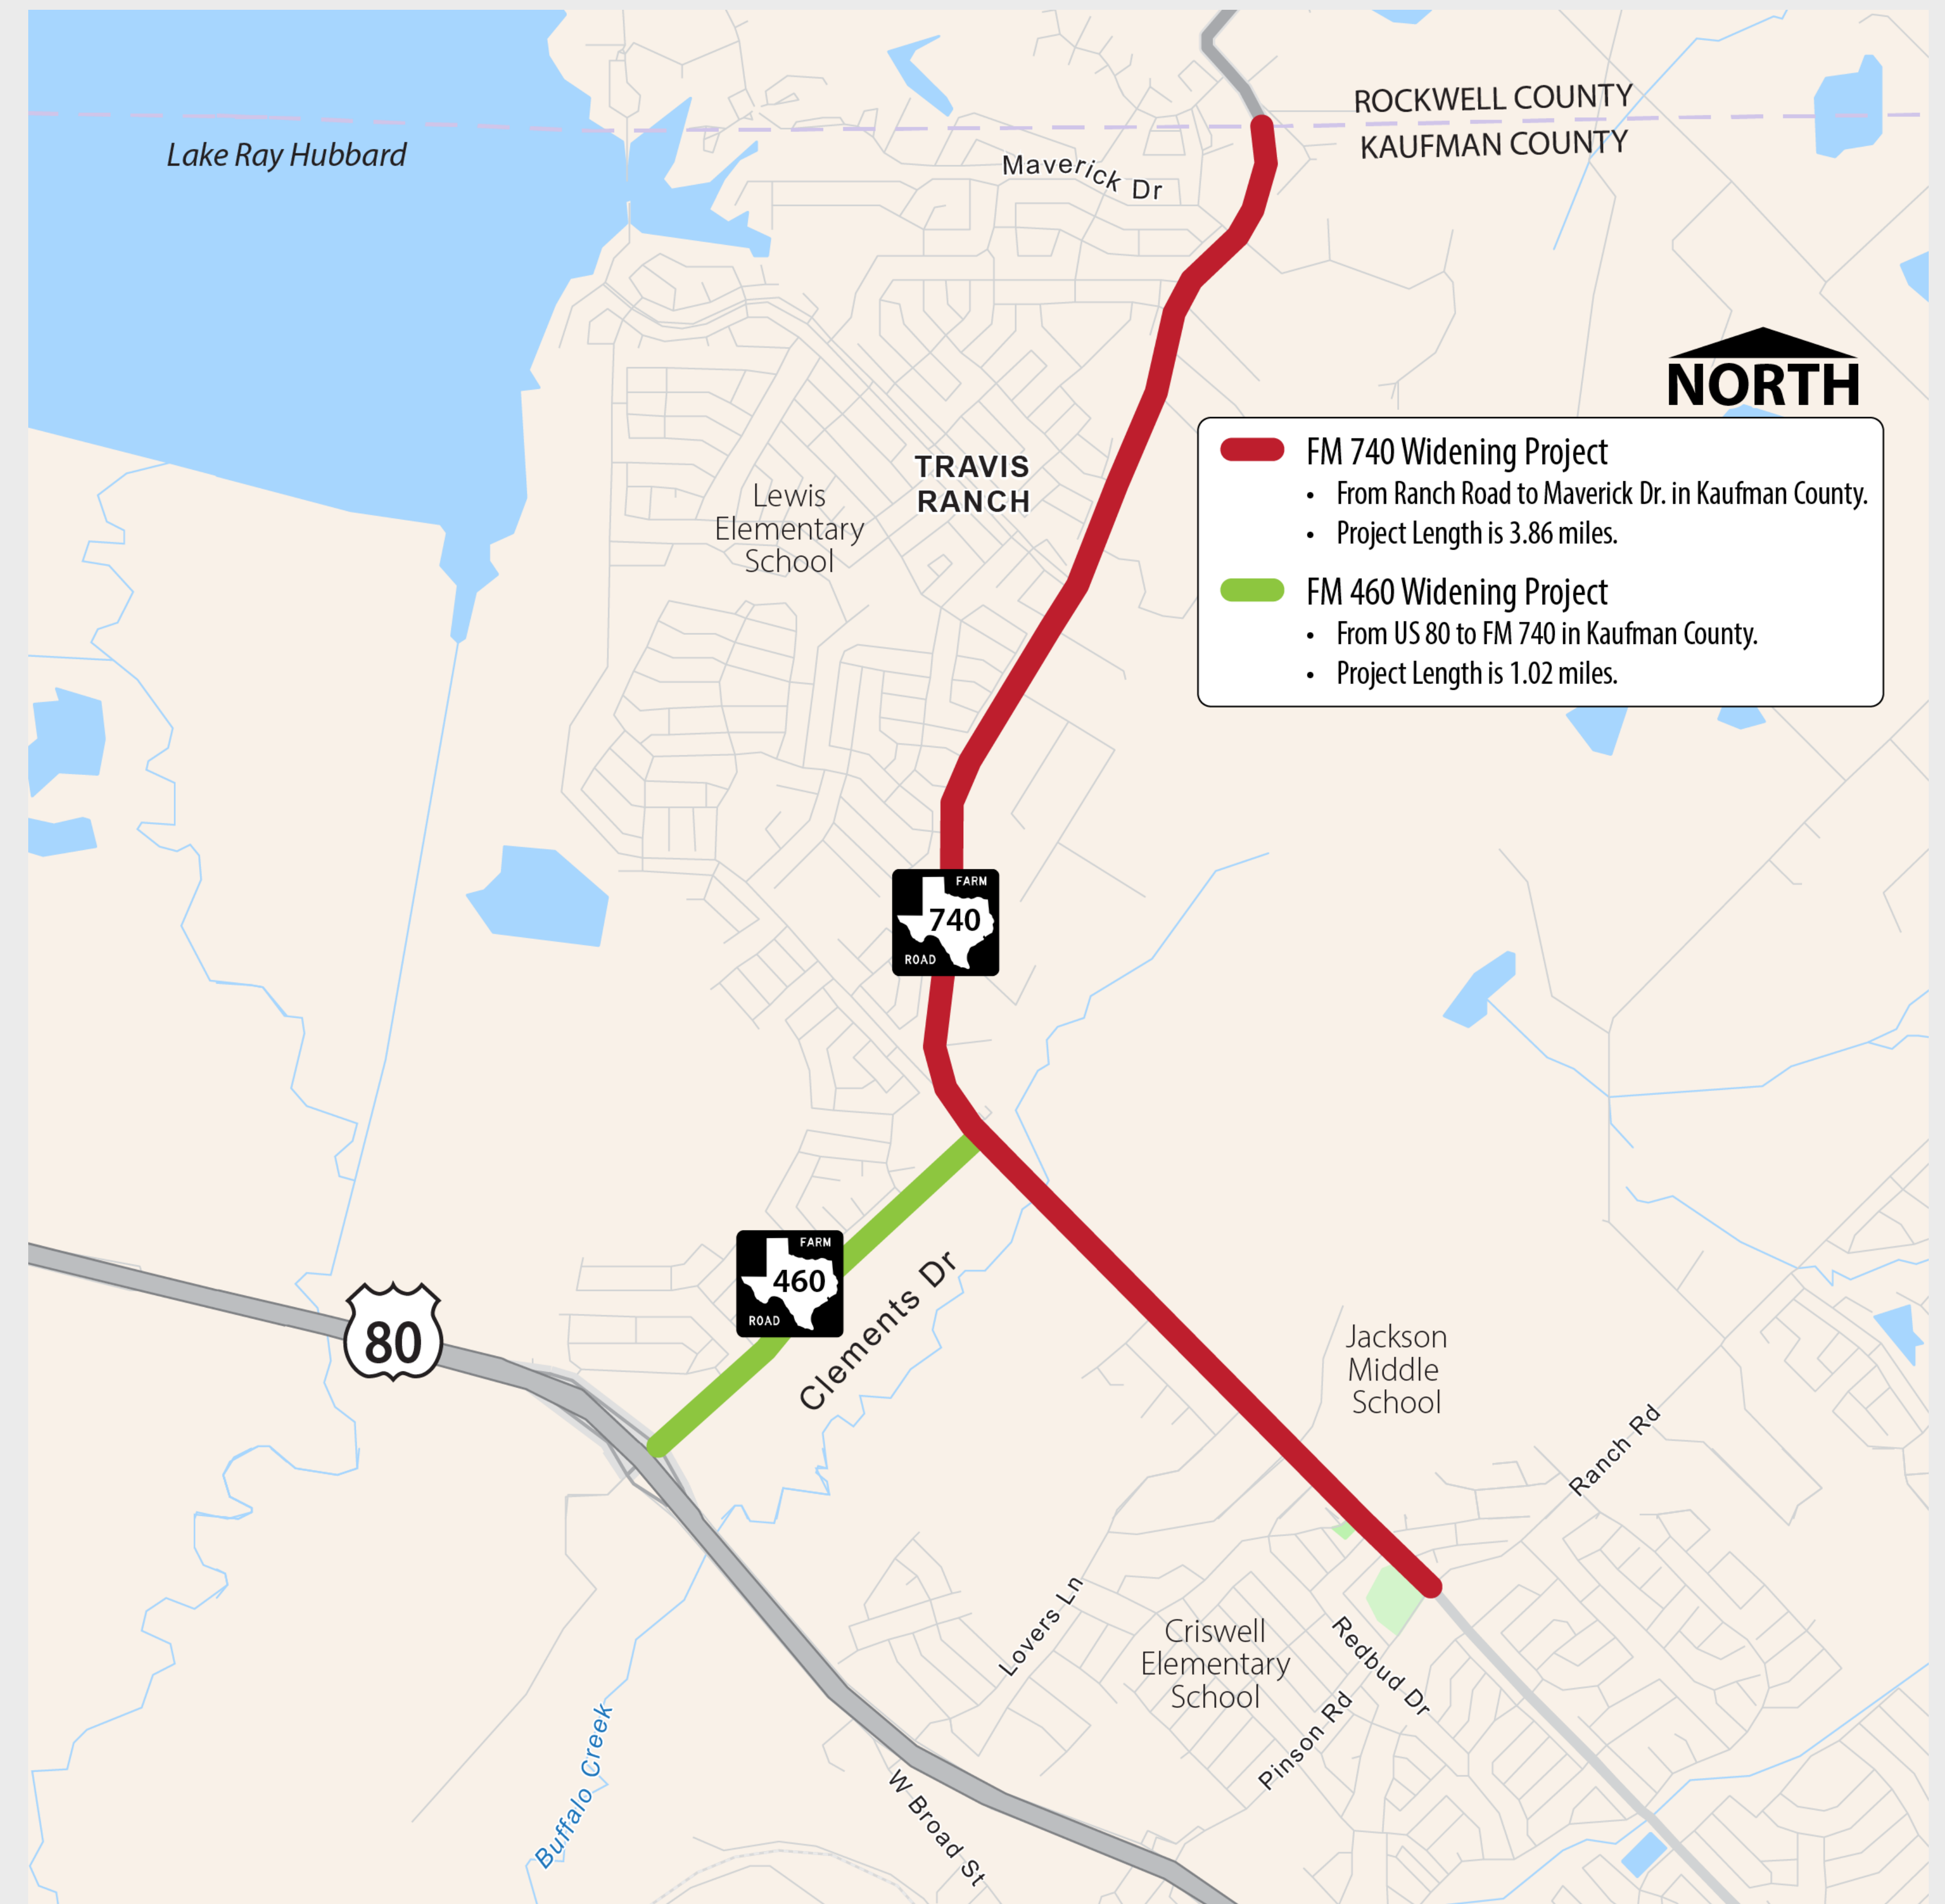 ROCKWELL COUNTY
KAUFMAN COUNTY
Lake Ray Hubbard
Maverick Dr
NORTH
FM 740 Widening Project
• From Ranch Road to Maverick Dr. in Kaufman County.
• Project Length is 3.86 miles.
FM 460 Widening Project
• From US 80 to FM 740 in Kaufman County.
• Project Length is 1.02 miles.
TRAVIS
RANCH
Lewis
Elementary
School
FARM
740
ROAD
FARM
460
ROAD
Clements Dr
80
Jackson
Middle
School
Ranch Rd
Lovers Ln
Criswell
Elementary
School
Redbud Dr
Pinson Rd
Buffalo Creek
W Broad St